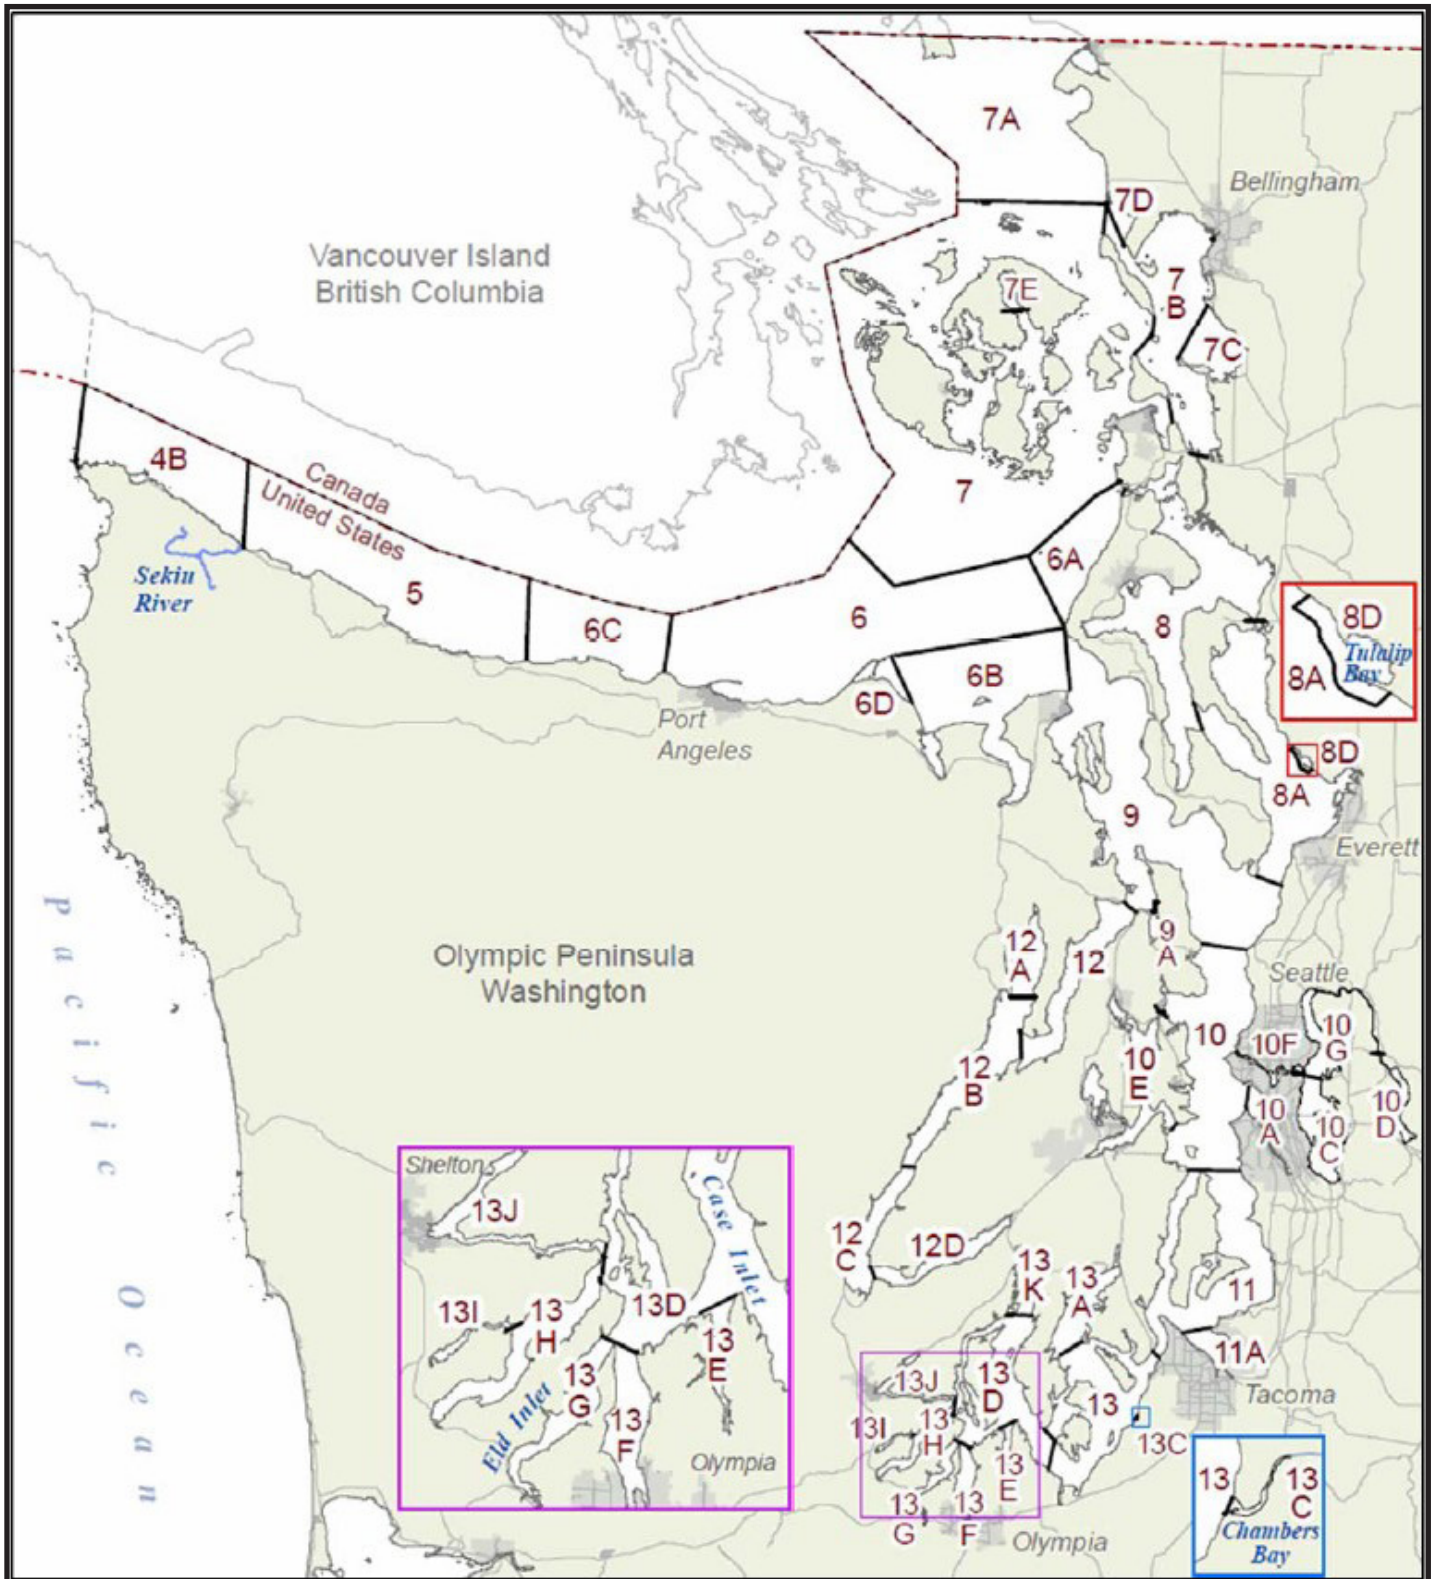 7A
Bellingham
7D
Vancouver Island
British Columbia
7E
7
B
7C
4B
Canada
United States
7
6A
Sekiu
River
5
6C
6
8
8D
Tulalip
Bay
8A
6B
6D
Port
Angeles
8D
8A
9
Everett
Pacific Ocean
12
A
12
9
A
Olympic Peninsula
Washington
Seattle
10
10F
10
G
12
B
10
E
10
A
10
C
10
D
Shelton
13J
Case Inlet
13I
13
H
13D
13
E
13
G
Eld Inlet
13
F
Olympia
12
C
12D
13
K
13
A
11
11A
Tacoma
13J
13
D
13
13I
13
H
13C
13
E
13
G
13
F
Olympia
13
13
C
Chambers
Bay